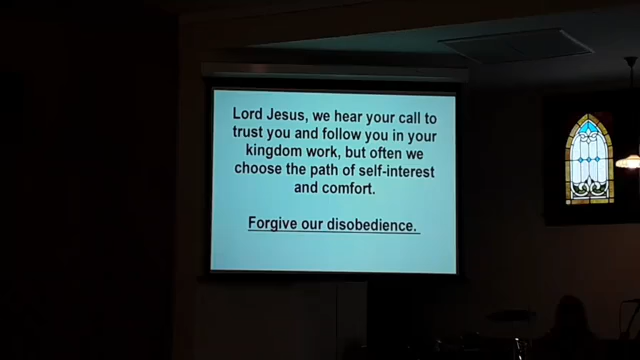 Lord Jesus, we hear your call to
trust you and follow you in your
kingdom work, but often we
choose the path of self-interest
and comfort.
Forgive our disobedience.